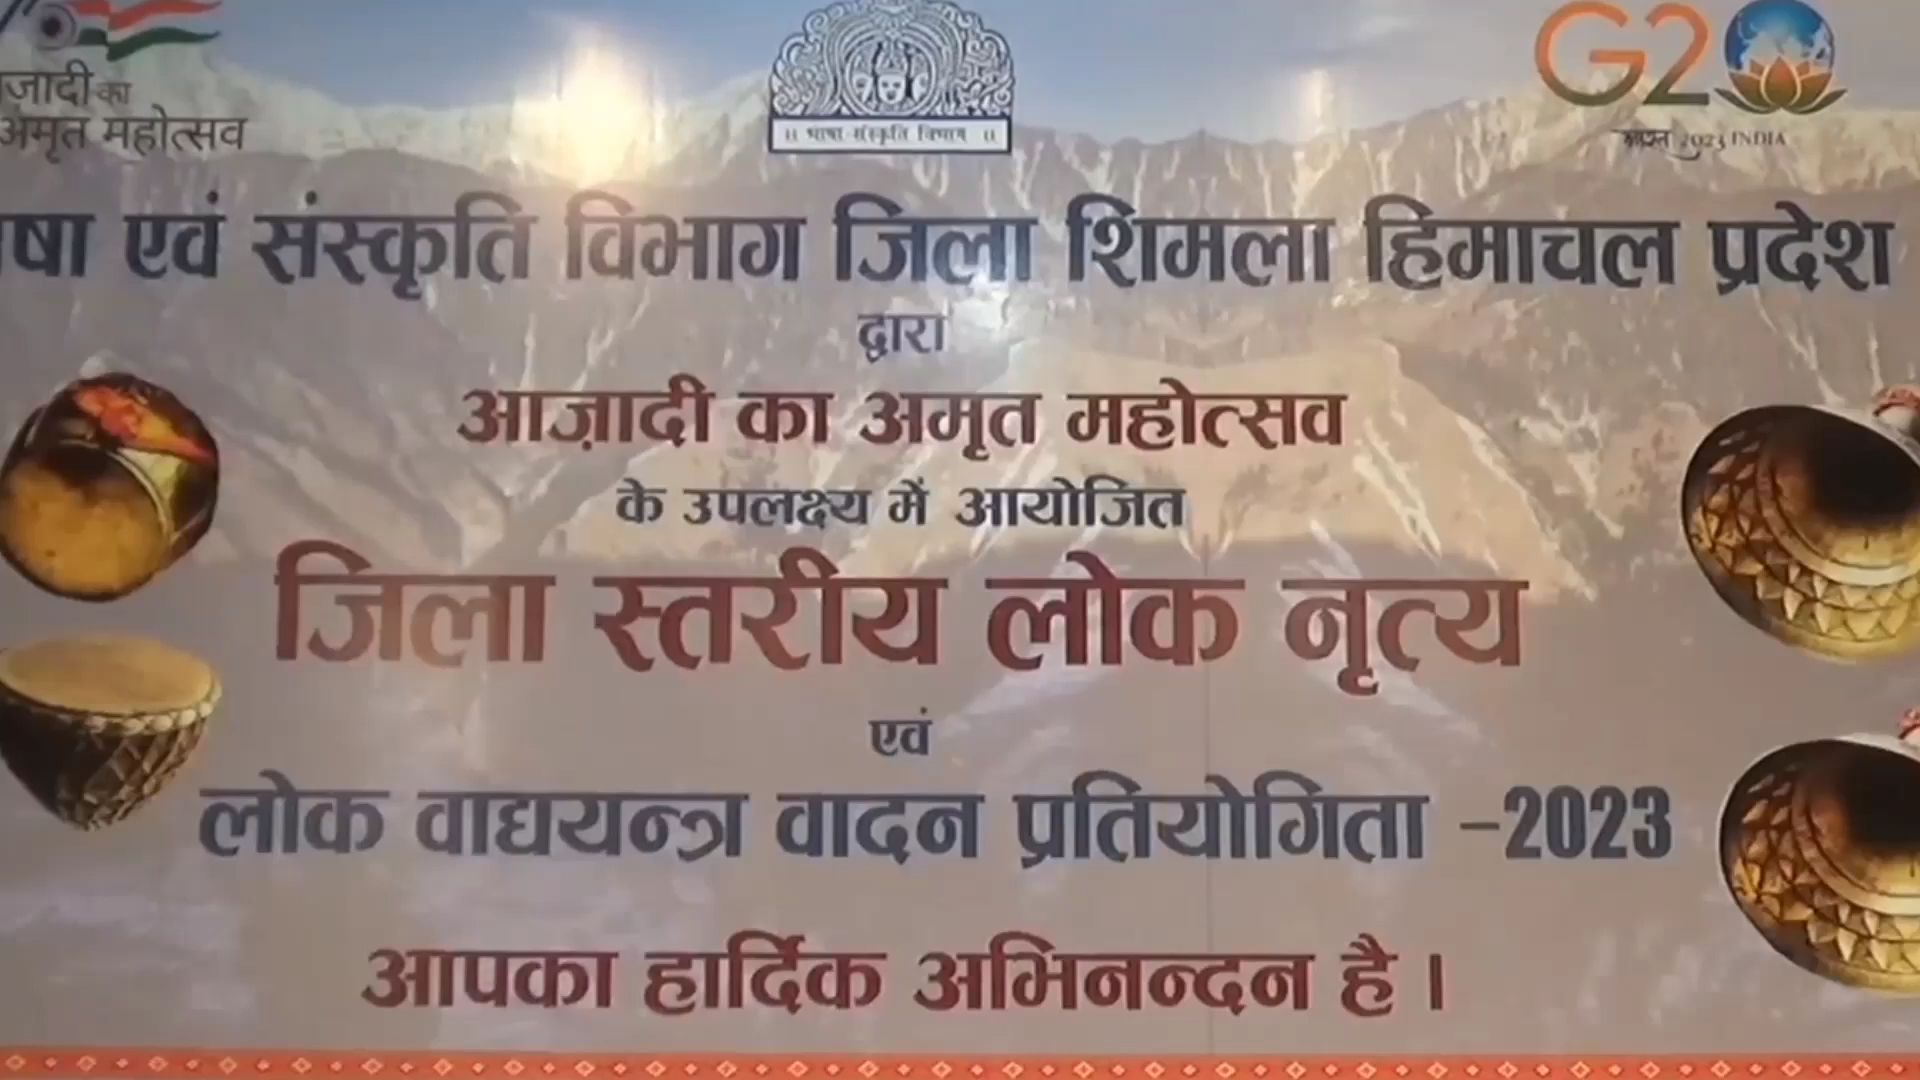 ज़ादी का
अमृत महोत्सव
।। भाषा संस्कृति विभाग ।।
G20
भारत 2023 INDIA
षा एवं संस्कृति विभाग जिला शिमला हिमाचल प्रदेश
द्वारा
आज़ादी का अमृत महोत्सव
के उपलक्ष्य में आयोजित
जिला स्तरीय लोक नृत्य
एवं
लोक वाद्ययन्त्र वादन प्रतियोगिता -2023
आपका हार्दिक अभिनन्दन है ।